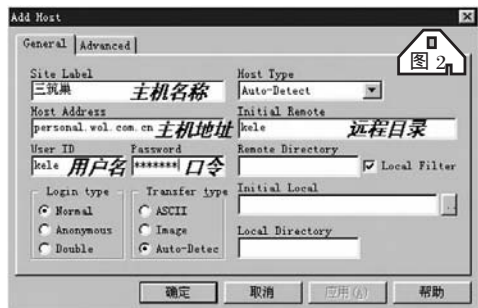 Add Host
General Advanced
图 2
Site Label
三筑巢 主机名称
Host Type
Auto-Detect
Host Address
personal.wol.com.cn 主机地址
Initial Remote
kele 远程目录
User ID Password
kele 用户名 ******* 口令
Remote Directory
Local Filter
Login type
Normal
Anonymous
Double
Transfer type
ASCII
Image
Auto-Detec
Initial Local
..
Local Directory
确定 取消 应用(A) 帮助